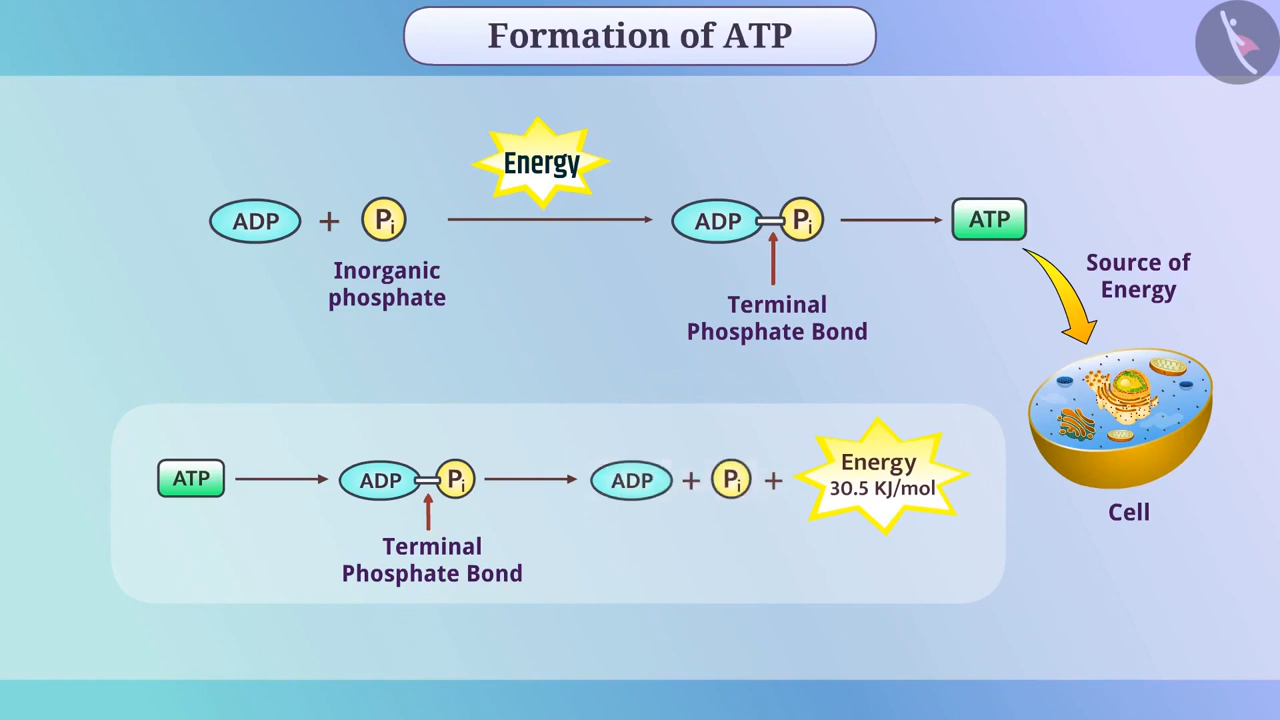 Formation of ATP
Energy
ADP + Pi ADP Pi ATP
Inorganic
phosphate
Terminal
Phosphate Bond
Source of
Energy
ATP ADP Pi ADP + Pi + Energy
30.5 KJ/mol
Terminal
Phosphate Bond
Cell